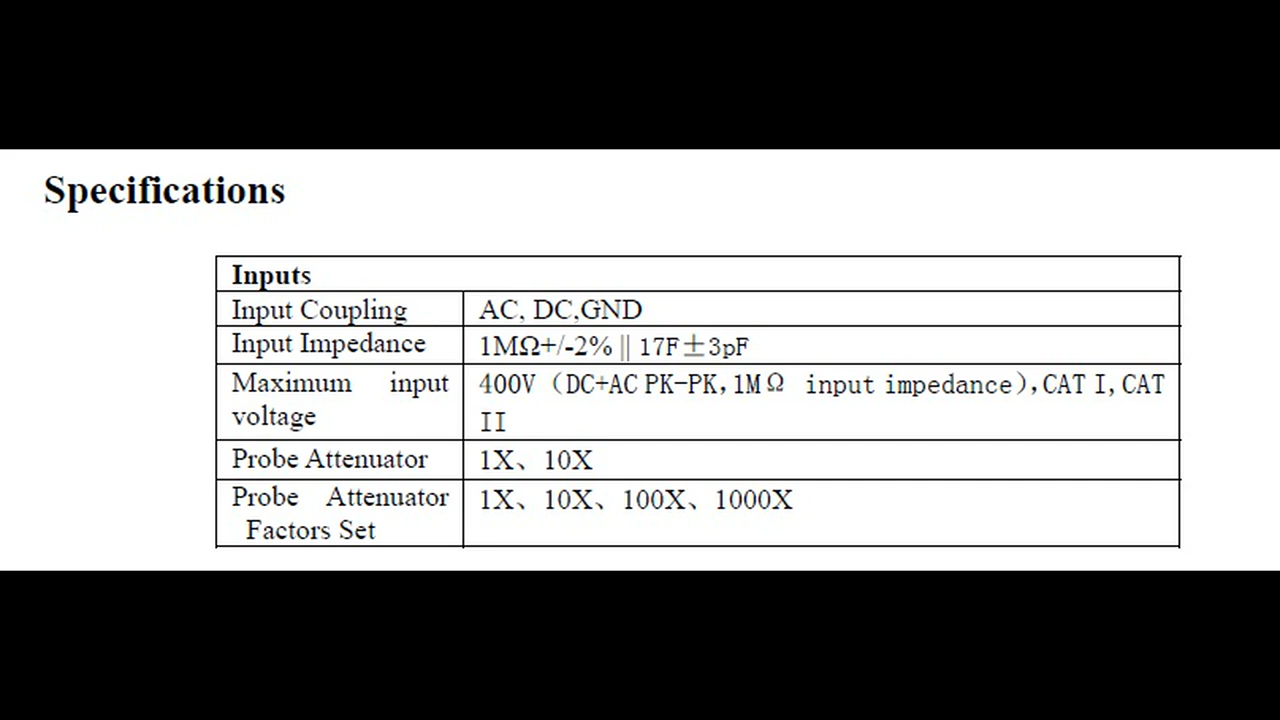 Specifications
Inputs
Input Coupling AC, DC,GND
Input Impedance 1MΩ+/-2% || 17F±3pF
Maximum input 400V（DC+AC PK-PK,1MΩ input impedance),CAT I,CAT
voltage II
Probe Attenuator 1X、10X
Probe Attenuator 1X、10X、100X、1000X
Factors Set